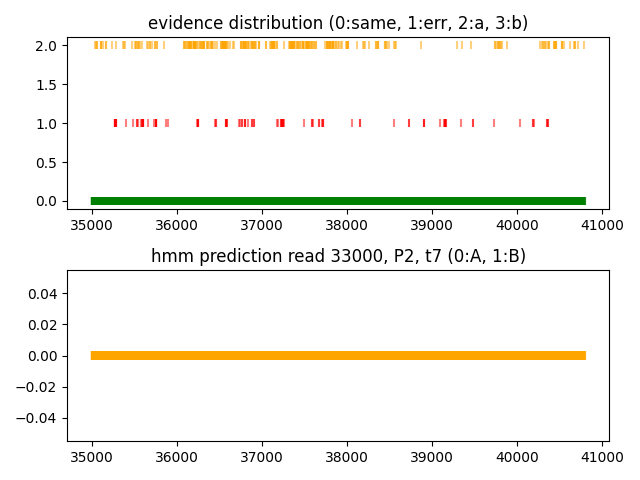 evidence distribution (0:same, 1:err, 2:a, 3:b)
2.0
1.5
1.0
0.5
0.0
35000 36000 37000 38000 39000 40000 41000
hmm prediction read 33000, P2, t7 (0:A, 1:B)
0.04
0.02
0.00
−0.02
−0.04
35000 36000 37000 38000 39000 40000 41000